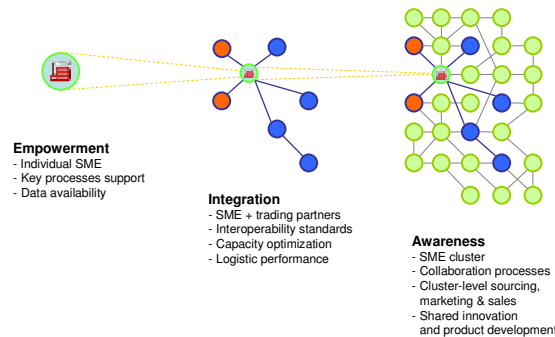 Empowerment
- Individual SME
- Key processes support
- Data availability
Integration
- SME + trading partners
- Interoperability standards
- Capacity optimization
- Logistic performance
Awareness
- SME cluster
- Collaboration processes
- Cluster-level sourcing,
marketing & sales
- Shared innovation
and product development